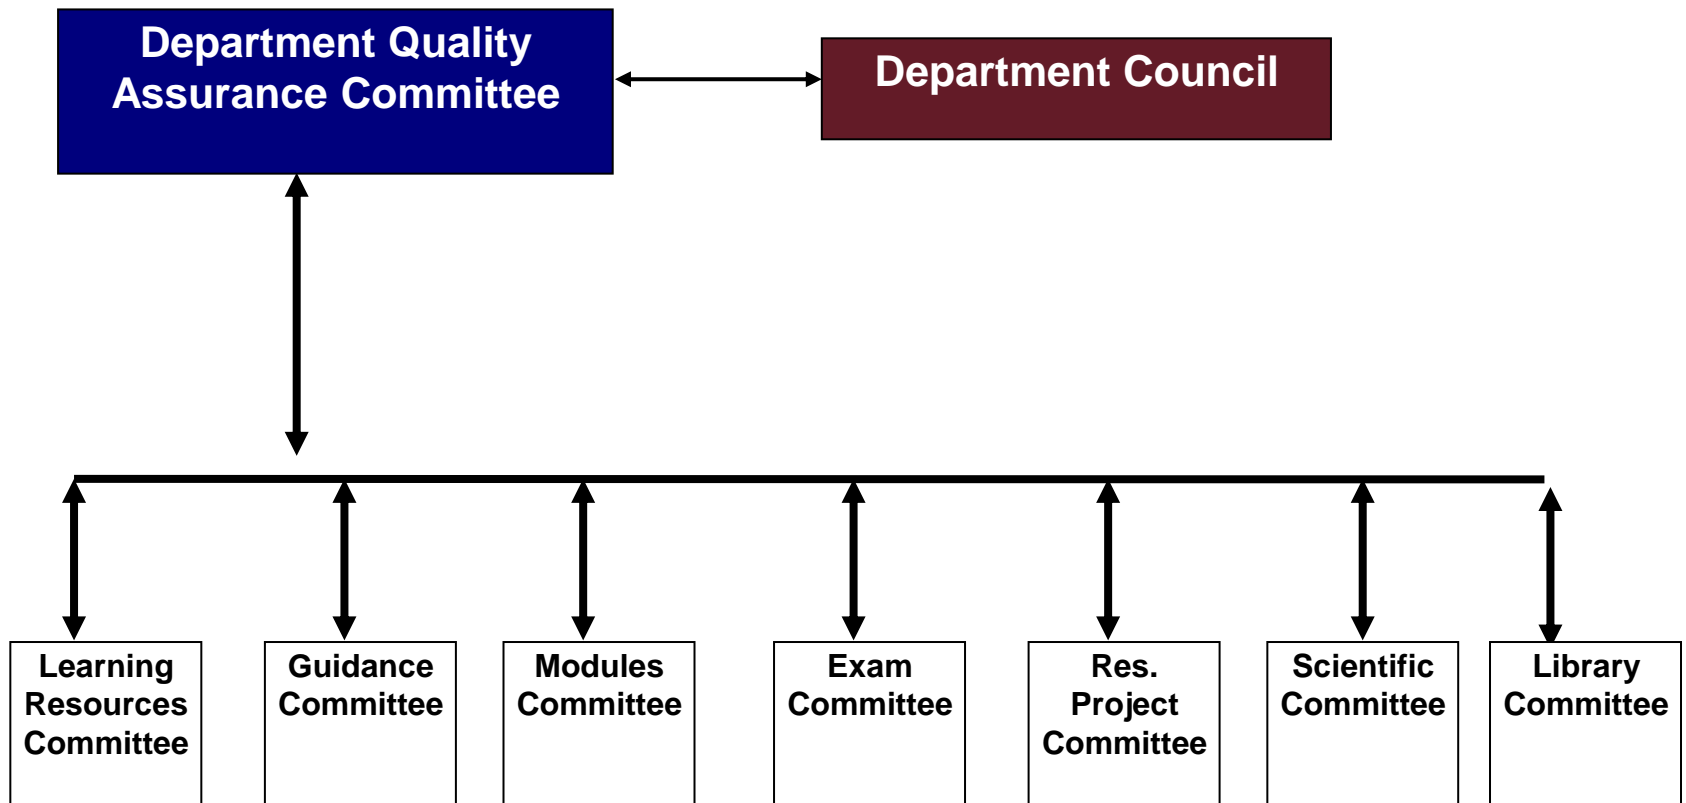 Department Quality
Assurance Committee
Department Council
Learning
Resources
Committee
Guidance
Committee
Modules
Committee
Exam
Committee
Res.
Project
Committee
Scientific
Committee
Library
Committee